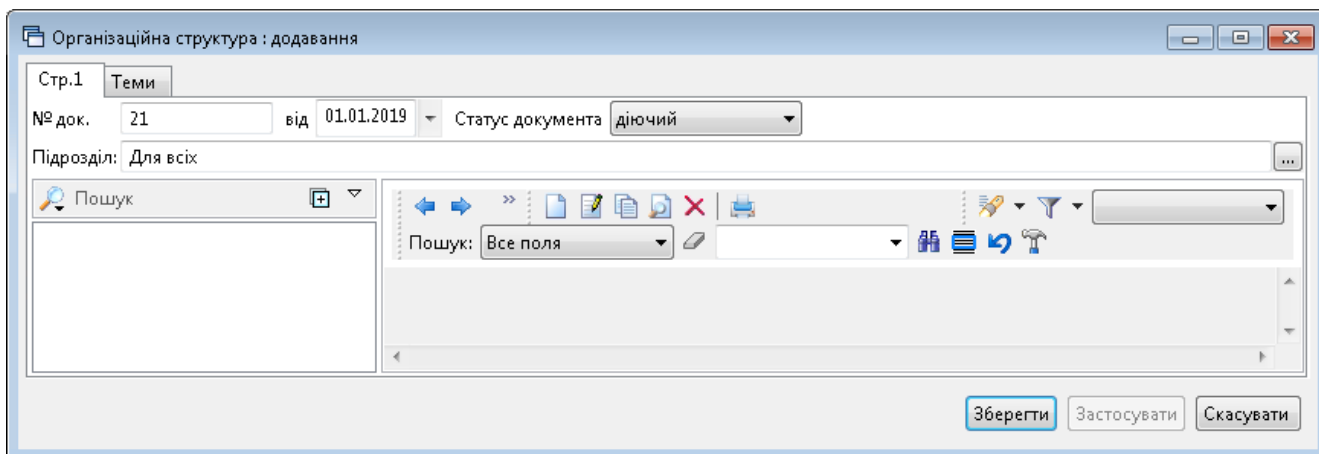 Організаційна структура : додавання
Стр.1 Теми
№ док. 21 від 01.01.2019 Статус документа діючий
Підрозділ: Для всіх ...
Пошук
Пошук: Все поля
Зберегти Застосувати Скасувати